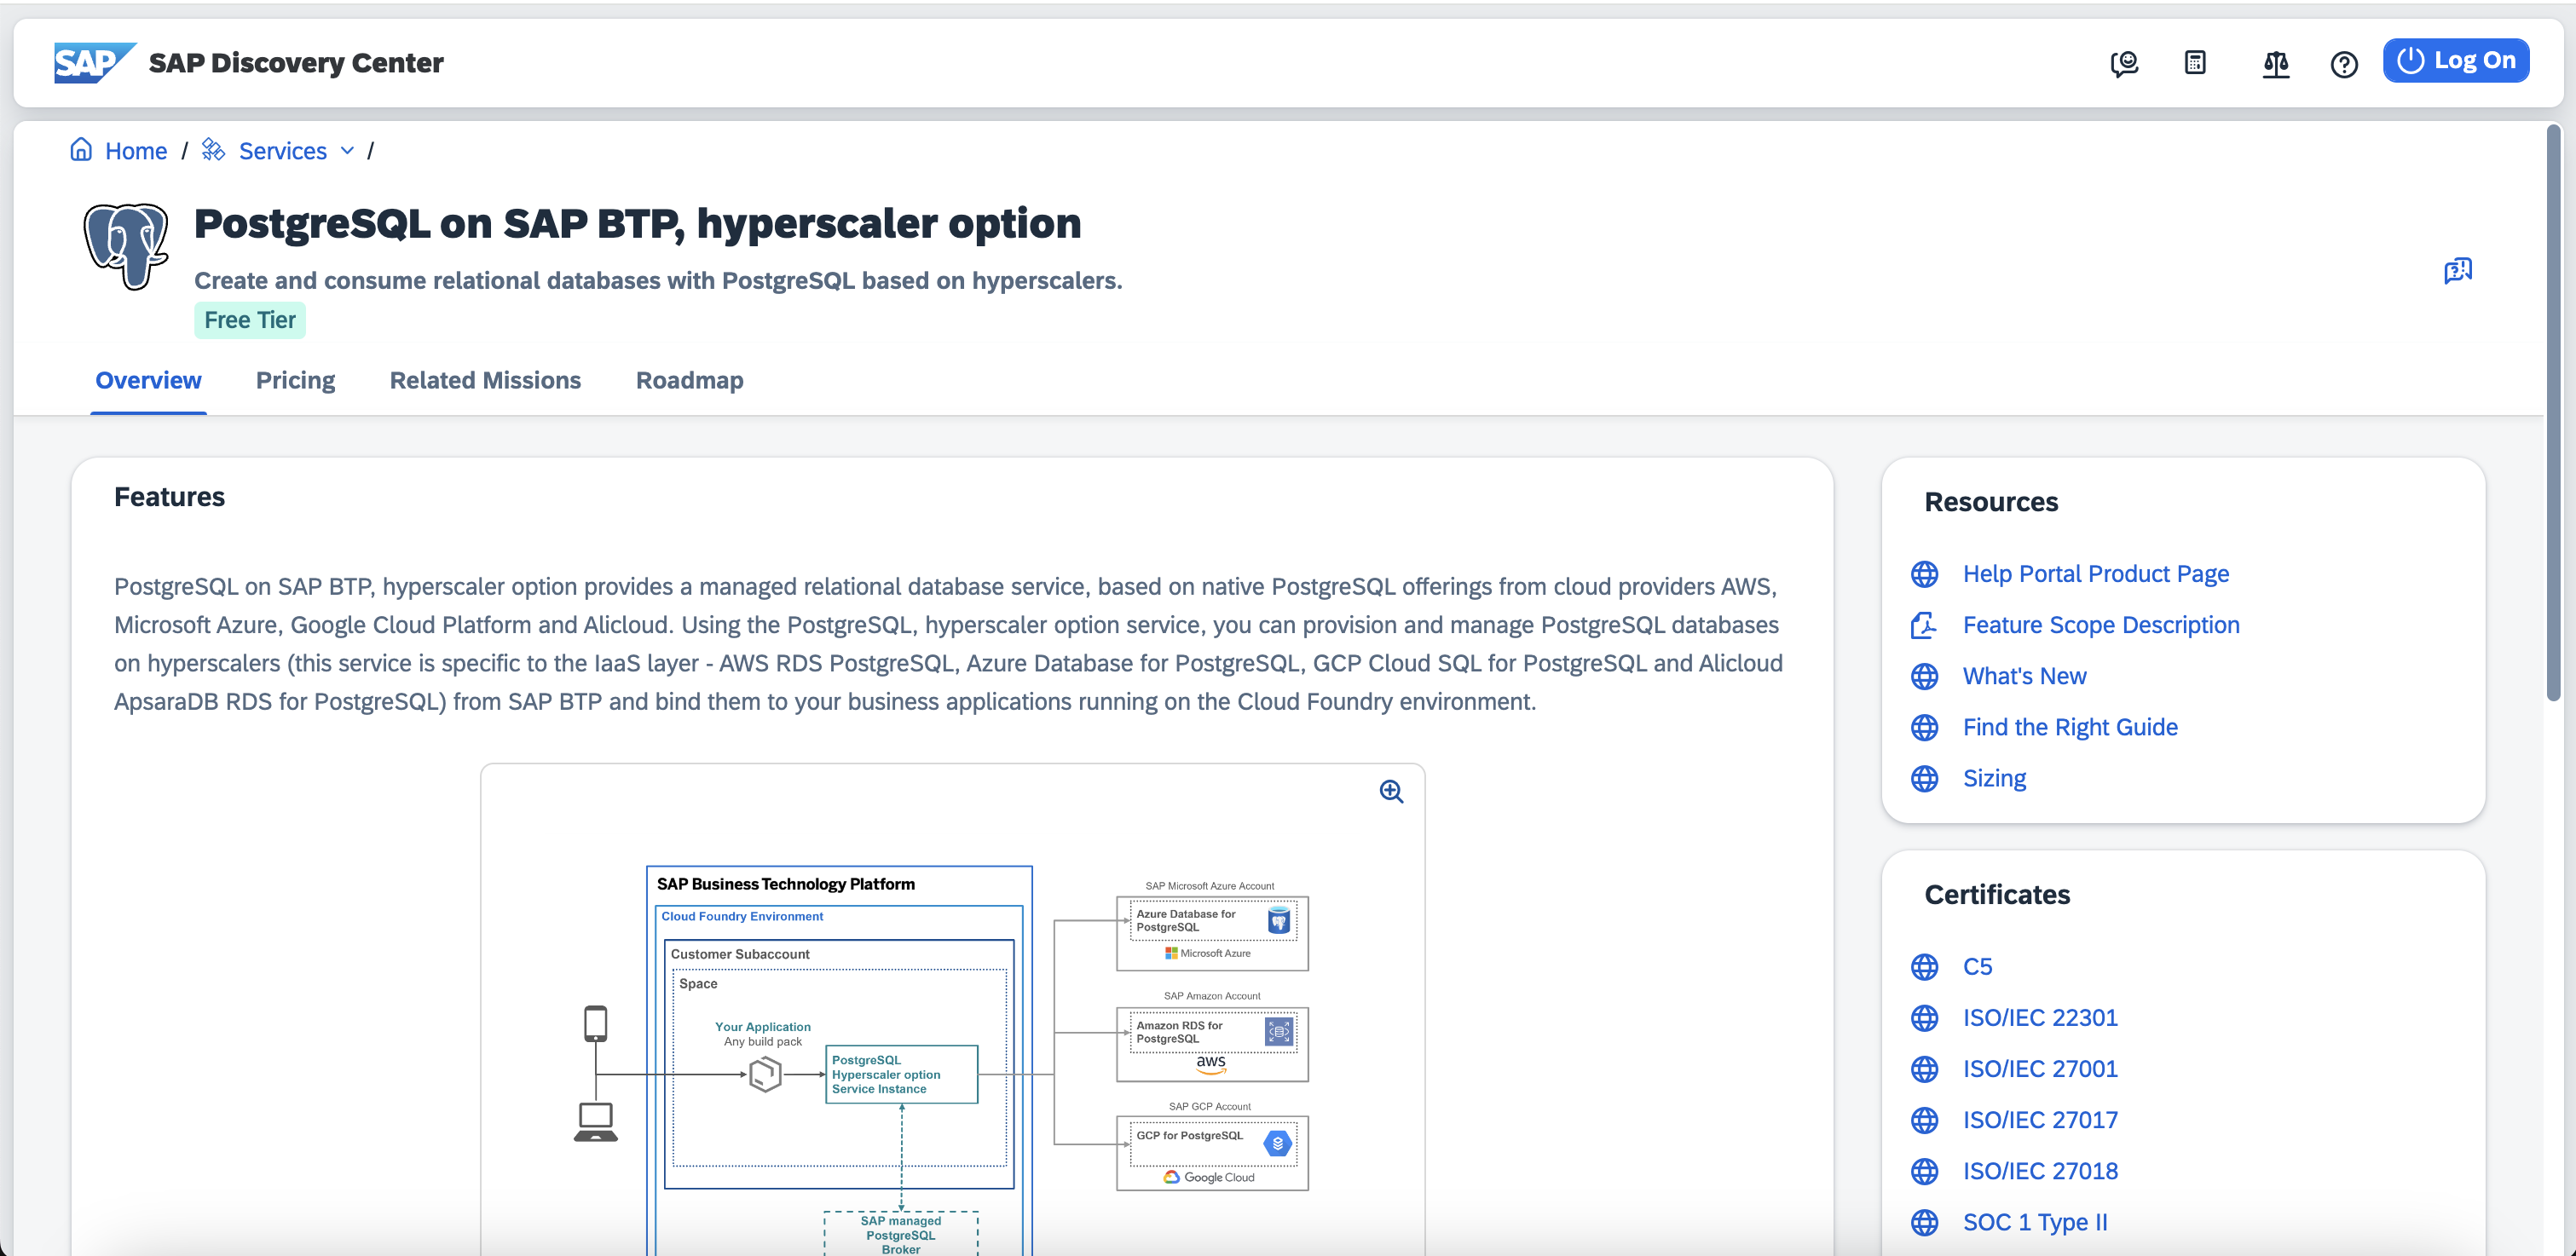 SAP SAP Discovery Center
Log On
Home / Services /
PostgreSQL on SAP BTP, hyperscaler option
Create and consume relational databases with PostgreSQL based on hyperscalers.
Free Tier
Overview Pricing Related Missions Roadmap
Features
PostgreSQL on SAP BTP, hyperscaler option provides a managed relational database service, based on native PostgreSQL offerings from cloud providers AWS,
Microsoft Azure, Google Cloud Platform and Alicloud. Using the PostgreSQL, hyperscaler option service, you can provision and manage PostgreSQL databases
on hyperscalers (this service is specific to the IaaS layer - AWS RDS PostgreSQL, Azure Database for PostgreSQL, GCP Cloud SQL for PostgreSQL and Alicloud
ApsaraDB RDS for PostgreSQL) from SAP BTP and bind them to your business applications running on the Cloud Foundry environment.
SAP Business Technology Platform
Cloud Foundry Environment
Customer Subaccount
Space
Your Application
Any build pack
PostgreSQL
Hyperscaler option
Service Instance
SAP managed
PostgreSQL
Broker
SAP Microsoft Azure Account
Azure Database for
PostgreSQL
Microsoft Azure
SAP Amazon Account
Amazon RDS for
PostgreSQL
aws
SAP GCP Account
GCP for PostgreSQL
Google Cloud
Resources
Help Portal Product Page
Feature Scope Description
What's New
Find the Right Guide
Sizing
Certificates
C5
ISO/IEC 22301
ISO/IEC 27001
ISO/IEC 27017
ISO/IEC 27018
SOC 1 Type II